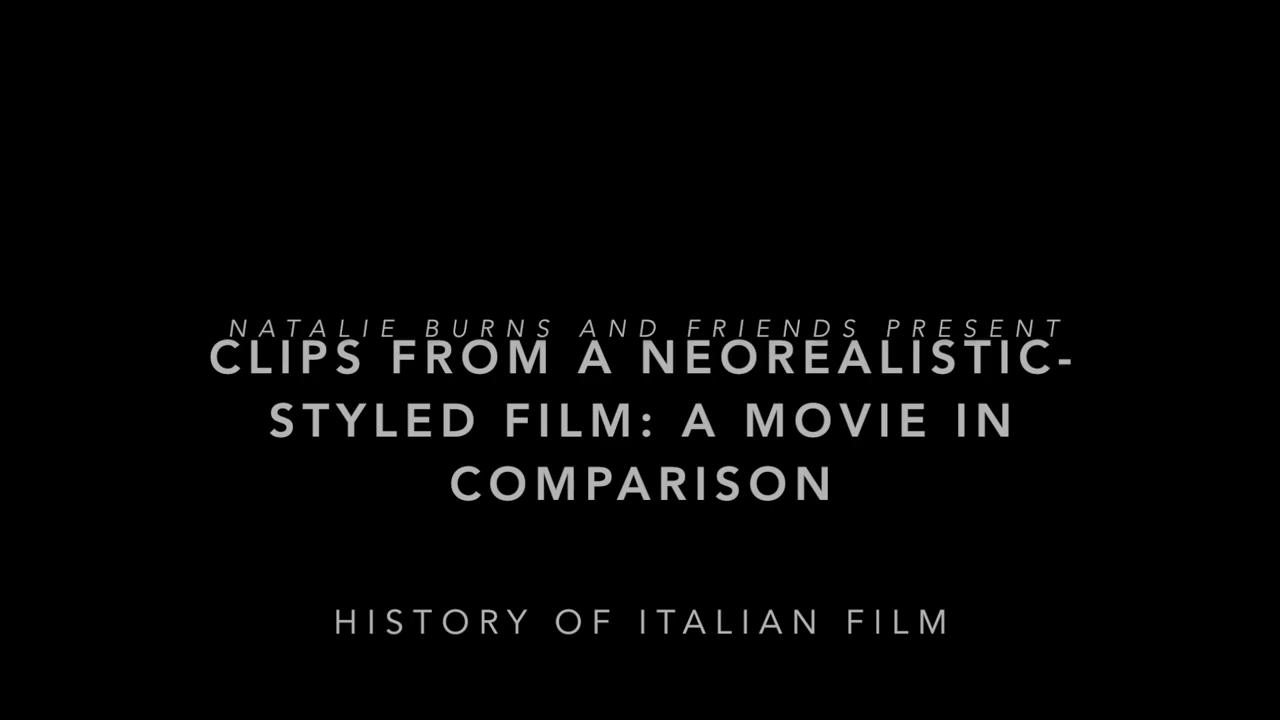 NATALIE BURNS AND FRIENDS PRESENT
CLIPS FROM A NEOREALISTIC-
STYLED FILM: A MOVIE IN
COMPARISON
HISTORY OF ITALIAN FILM